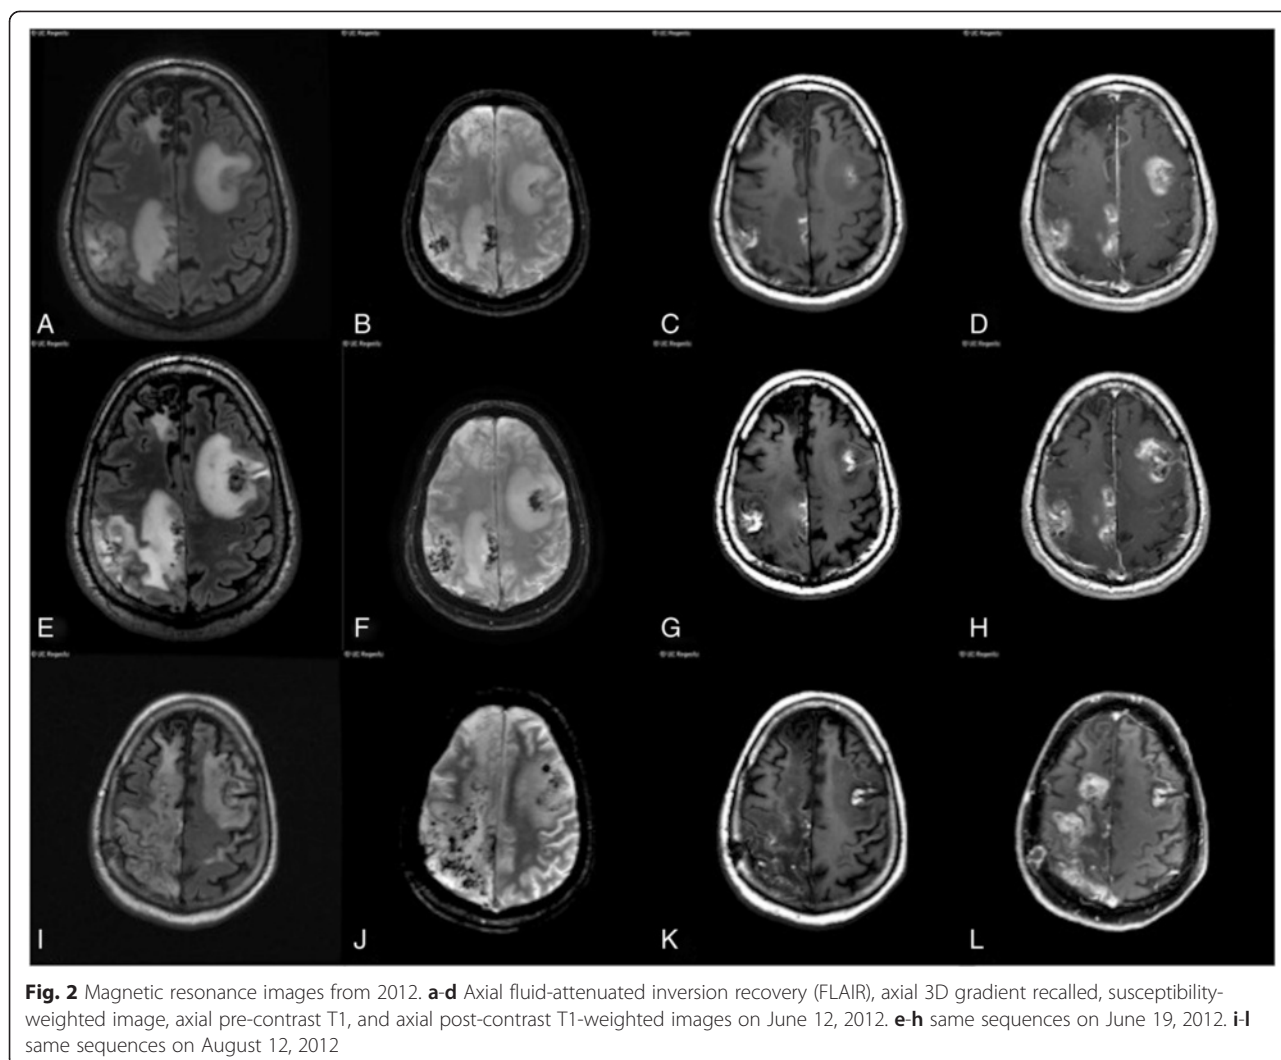 A
B
C
D
E
F
G
H
I
J
K
L
Fig. 2 Magnetic resonance images from 2012. a-d Axial fluid-attenuated inversion recovery (FLAIR), axial 3D gradient recalled, susceptibility-
weighted image, axial pre-contrast T1, and axial post-contrast T1-weighted images on June 12, 2012. e-h same sequences on June 19, 2012. i-l
same sequences on August 12, 2012